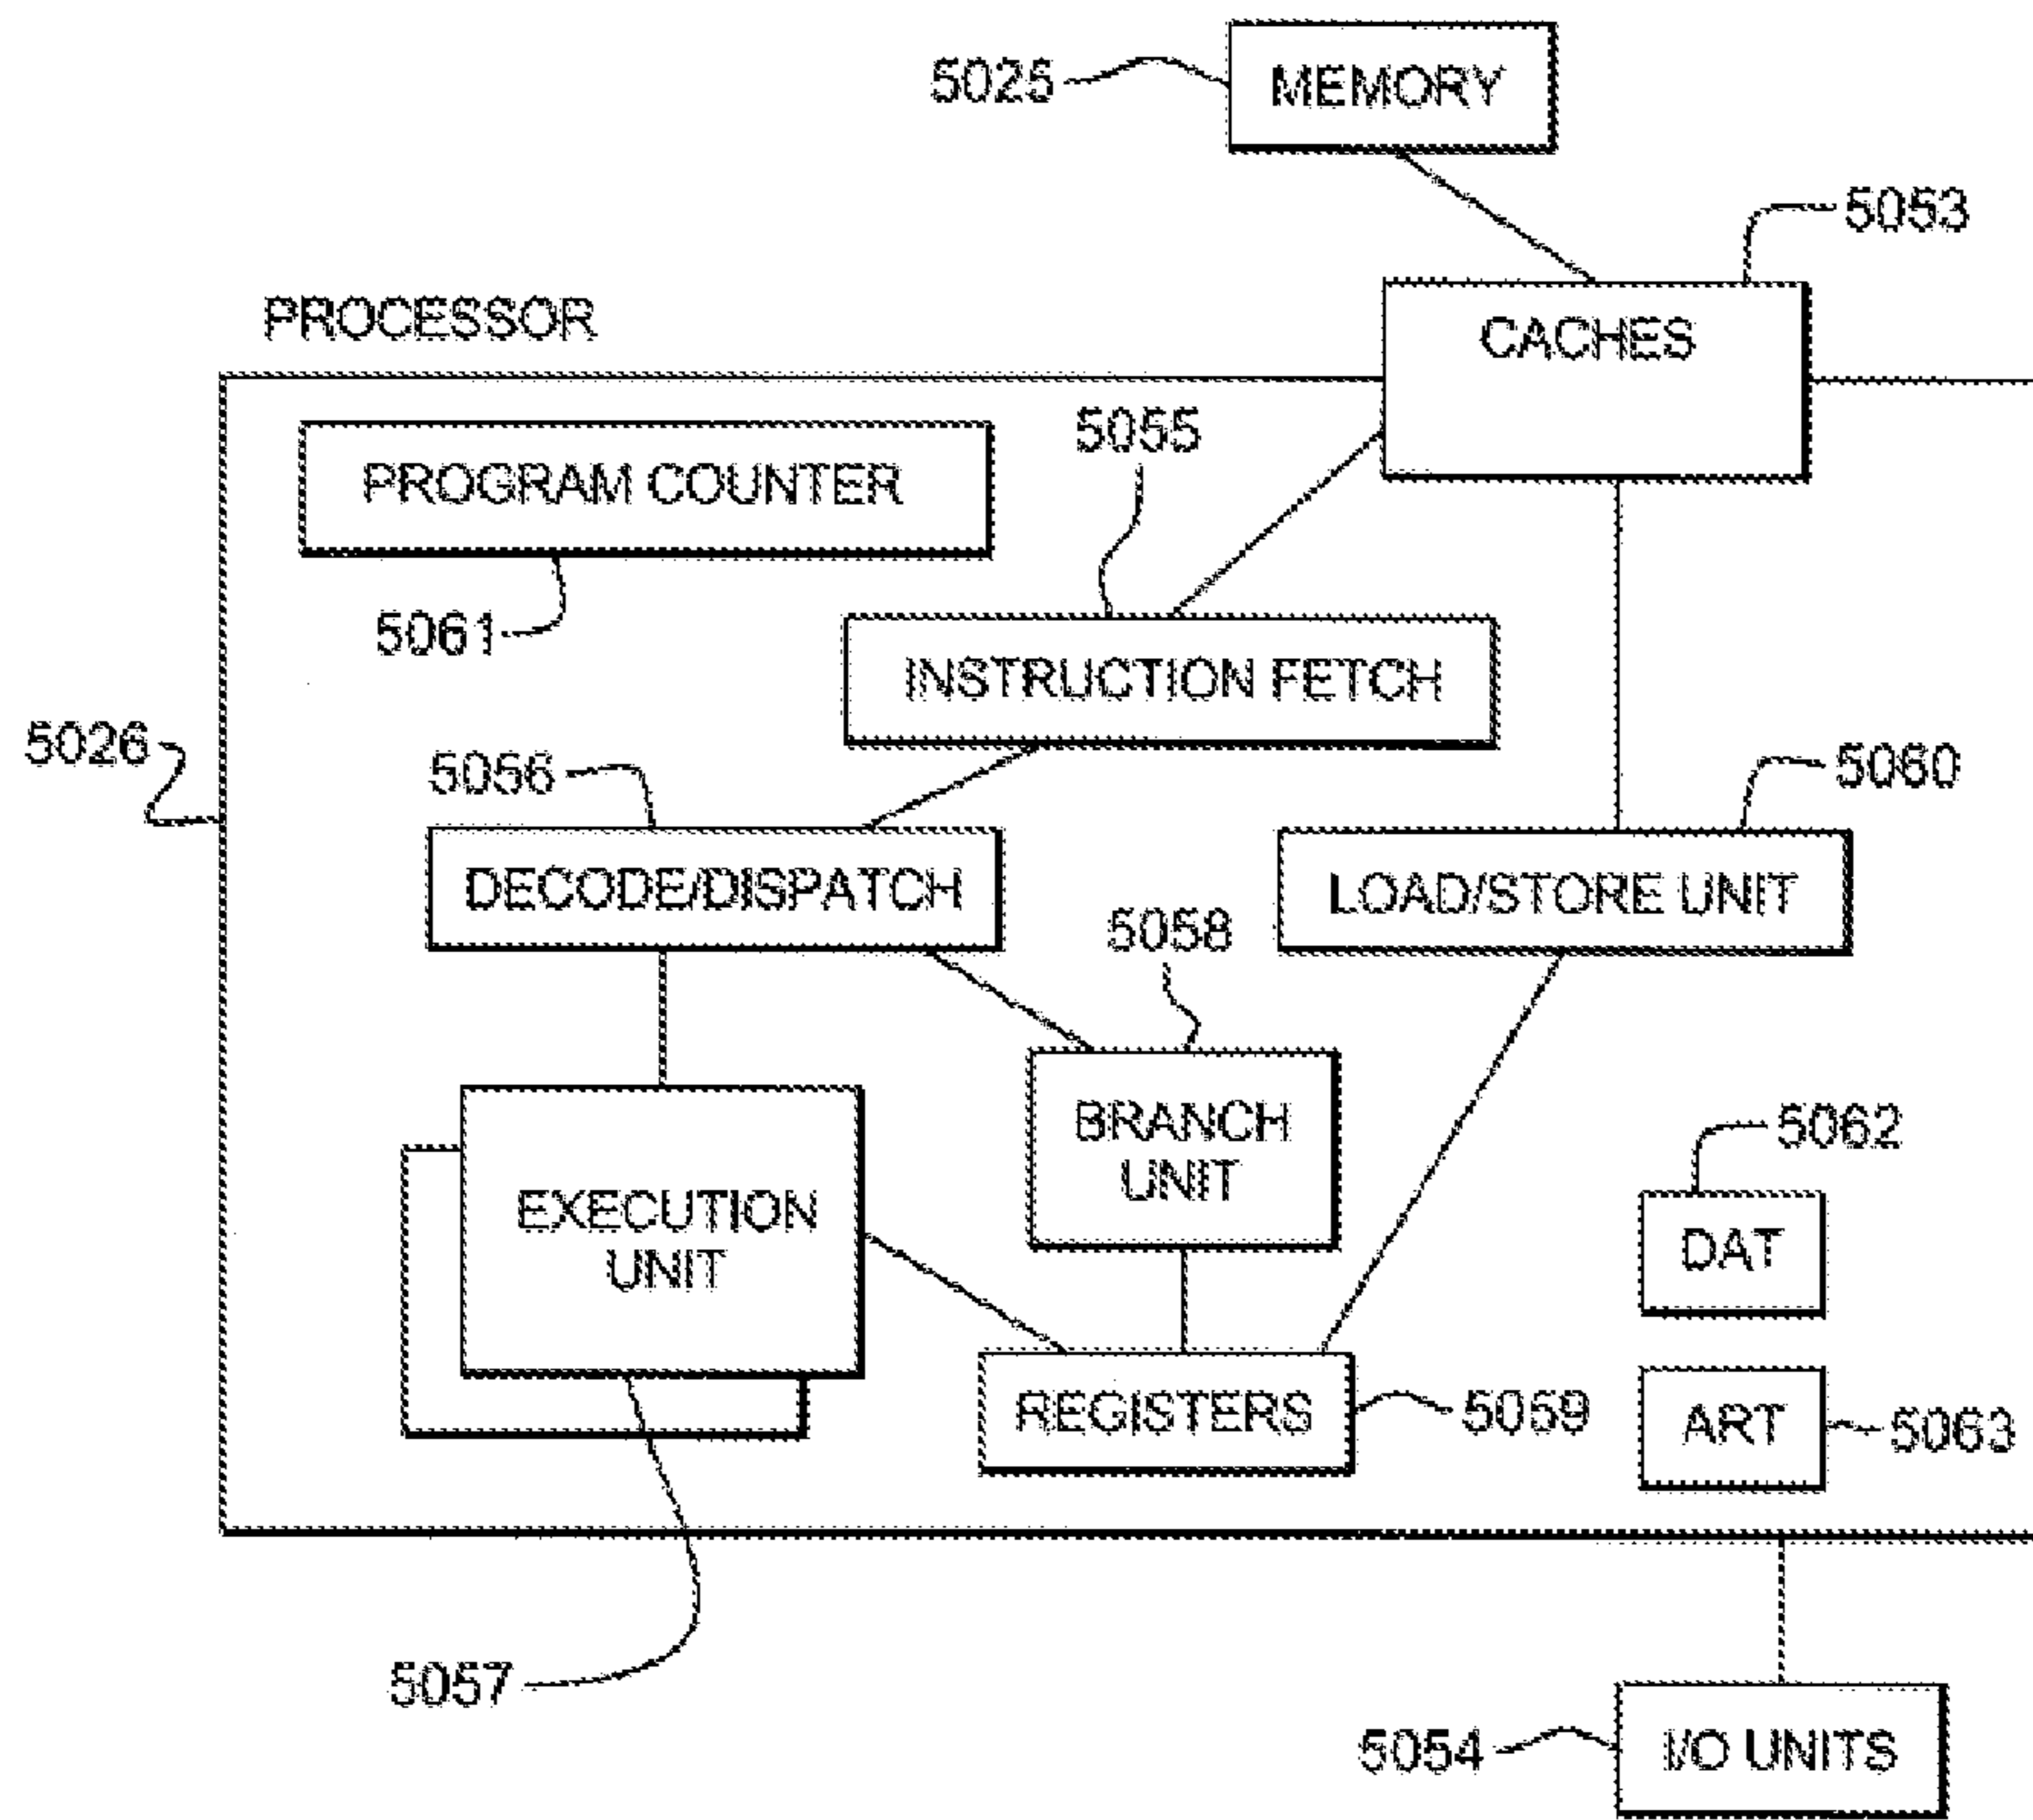 5025
MEMORY
5053
PROCESSOR
CACHES
5055
PROGRAM COUNTER
5061
INSTRUCTION FETCH
5026
5056
5060
DECODE/DISPATCH
LOAD/STORE UNIT
5058
BRANCH
UNIT
5062
EXECUTION
UNIT
DAT
REGISTERS
5059
ART
5063
5057
5054
I/O UNITS